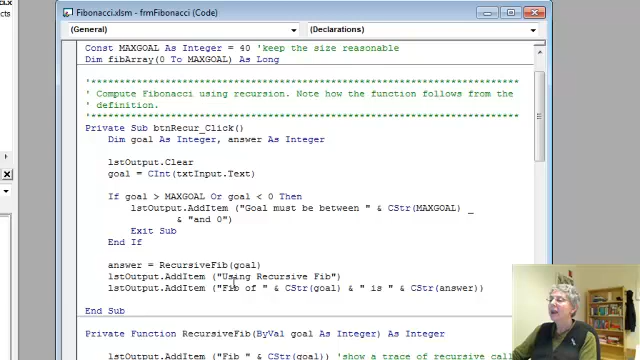 Fibonacci.xlsm - frmFibonacci (Code)
(General)
(Declarations)
Const MAXGOAL As Integer = 40 'keep the size reasonable
Dim fibArray(0 To MAXGOAL) As Long
'***************************************************************************
' Compute Fibonacci using recursion. Note how the function follows from the
' definition.
'***************************************************************************
Private Sub btnRecur_Click()
Dim goal As Integer, answer As Integer
lstOutput.Clear
goal = CInt(txtInput.Text)
If goal > MAXGOAL Or goal < 0 Then
lstOutput.AddItem ("Goal must be between " & CStr(MAXGOAL) _
& "and 0")
Exit Sub
End If
answer = RecursiveFib(goal)
lstOutput.AddItem ("Using Recursive Fib")
lstOutput.AddItem ("Fib of " & CStr(goal) & " is " & CStr(answer))
End Sub
Private Function RecursiveFib(ByVal goal As Integer) As Integer
lstOutput.AddItem ("Fib " & CStr(goal)) 'show a trace of recursive call